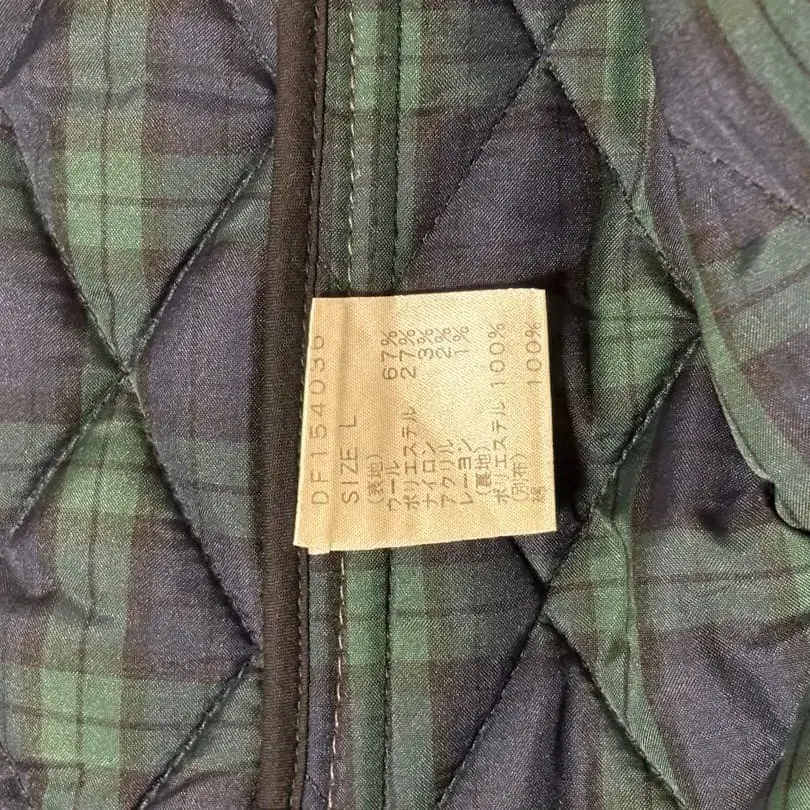 DF154036
SIZE L
(表地)
ウール 67%
ポリエステル 27%
ナイロン 3%
アクリル 2%
レーヨン 1%
(裏地)
ポリエステル 100%
(別布)
綿 100%